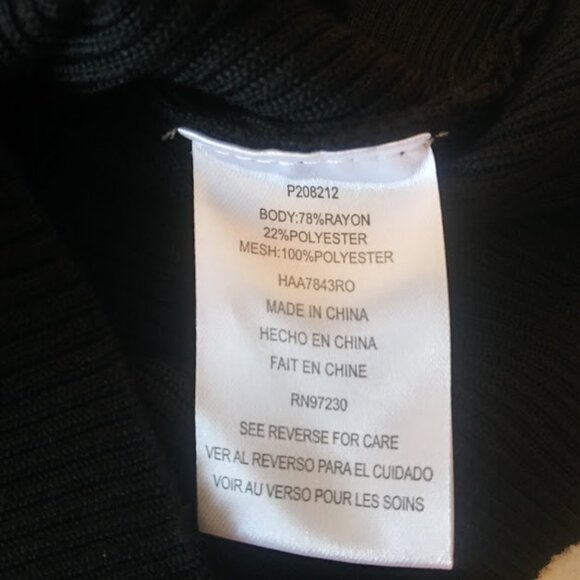 P208212
BODY:78%RAYON
22%POLYESTER
MESH:100%POLYESTER
HAA7843RO
MADE IN CHINA
HECHO EN CHINA
FAIT EN CHINE
RN97230
SEE REVERSE FOR CARE
VER AL REVERSO PARA EL CUIDADO
VOIR AU VERSO POUR LES SOINS